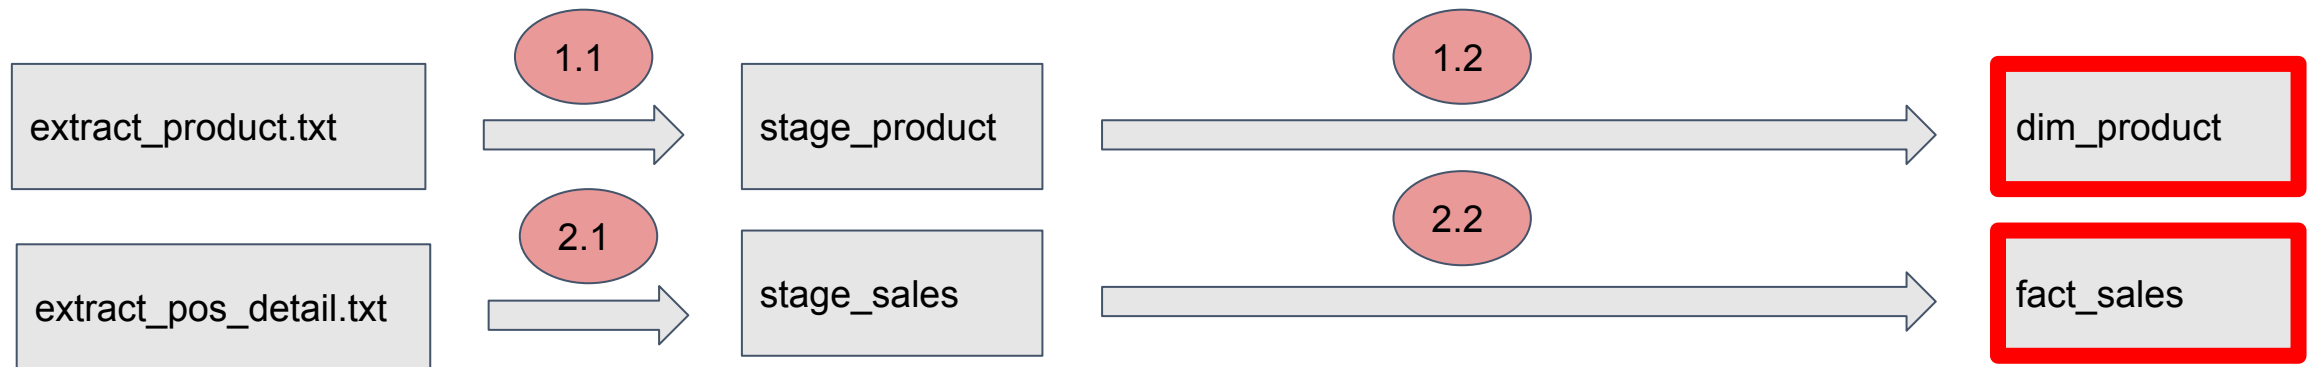 1.1
1.2
extract_product.txt
stage_product
dim_product
2.1
2.2
extract_pos_detail.txt
stage_sales
fact_sales